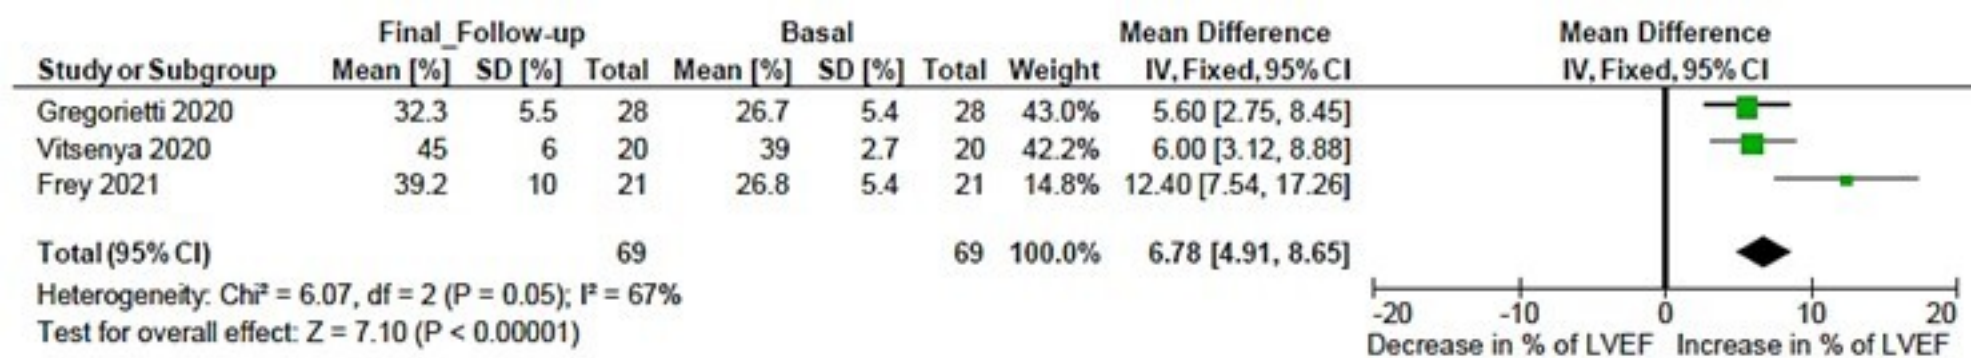 Final_Follow-up Basal Mean Difference Mean Difference
Study or Subgroup Mean [%] SD [%] Total Mean [%] SD [%] Total Weight IV, Fixed, 95% CI IV, Fixed, 95% CI
Gregorietti 2020 32.3 5.5 28 26.7 5.4 28 43.0% 5.60 [2.75, 8.45]
Vitsenya 2020 45 6 20 39 2.7 20 42.2% 6.00 [3.12, 8.88]
Frey 2021 39.2 10 21 26.8 5.4 21 14.8% 12.40 [7.54, 17.26]
Total (95% CI) 69 69 100.0% 6.78 [4.91, 8.65]
Heterogeneity: Chi² = 6.07, df = 2 (P = 0.05); I² = 67%
Test for overall effect: Z = 7.10 (P < 0.00001)
-20 -10 0 10 20
Decrease in % of LVEF Increase in % of LVEF